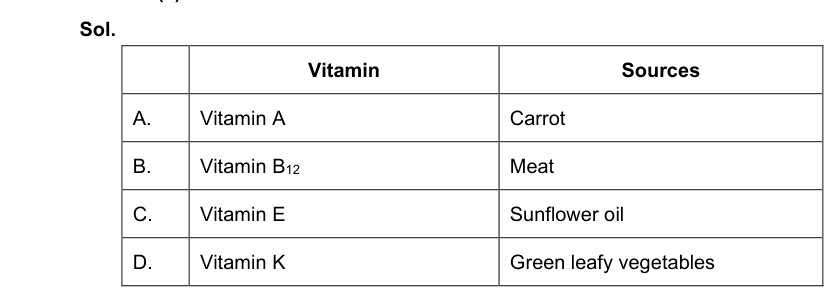 Sol.
Vitamin Sources
A. Vitamin A Carrot
B. Vitamin B12 Meat
C. Vitamin E Sunflower oil
D. Vitamin K Green leafy vegetables